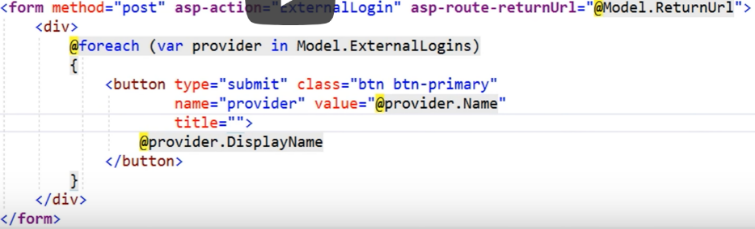 <form method="post" asp-action="ExternalLogin" asp-route-returnUrl="@Model.ReturnUrl">
<div>
@foreach (var provider in Model.ExternalLogins)
{
<button type="submit" class="btn btn-primary"
name="provider" value="@provider.Name"
title="">
@provider.DisplayName
</button>
}
</div>
</form>